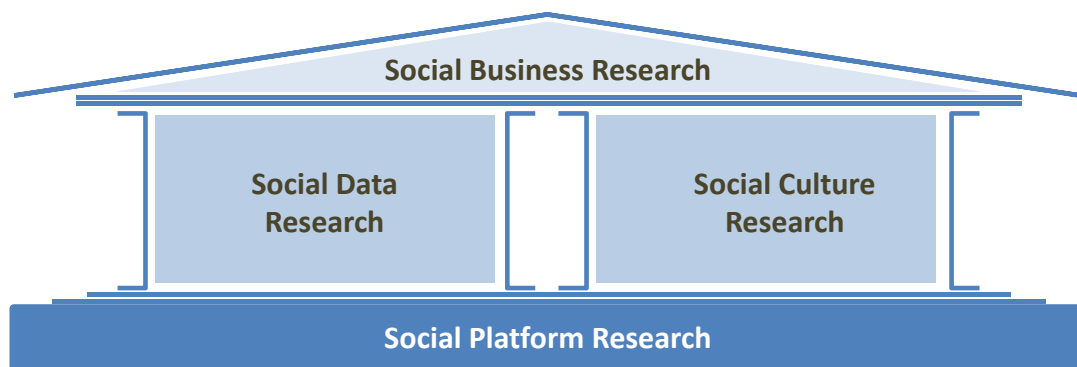 Social Business Research
Social Data
Research
Social Culture
Research
Social Platform Research